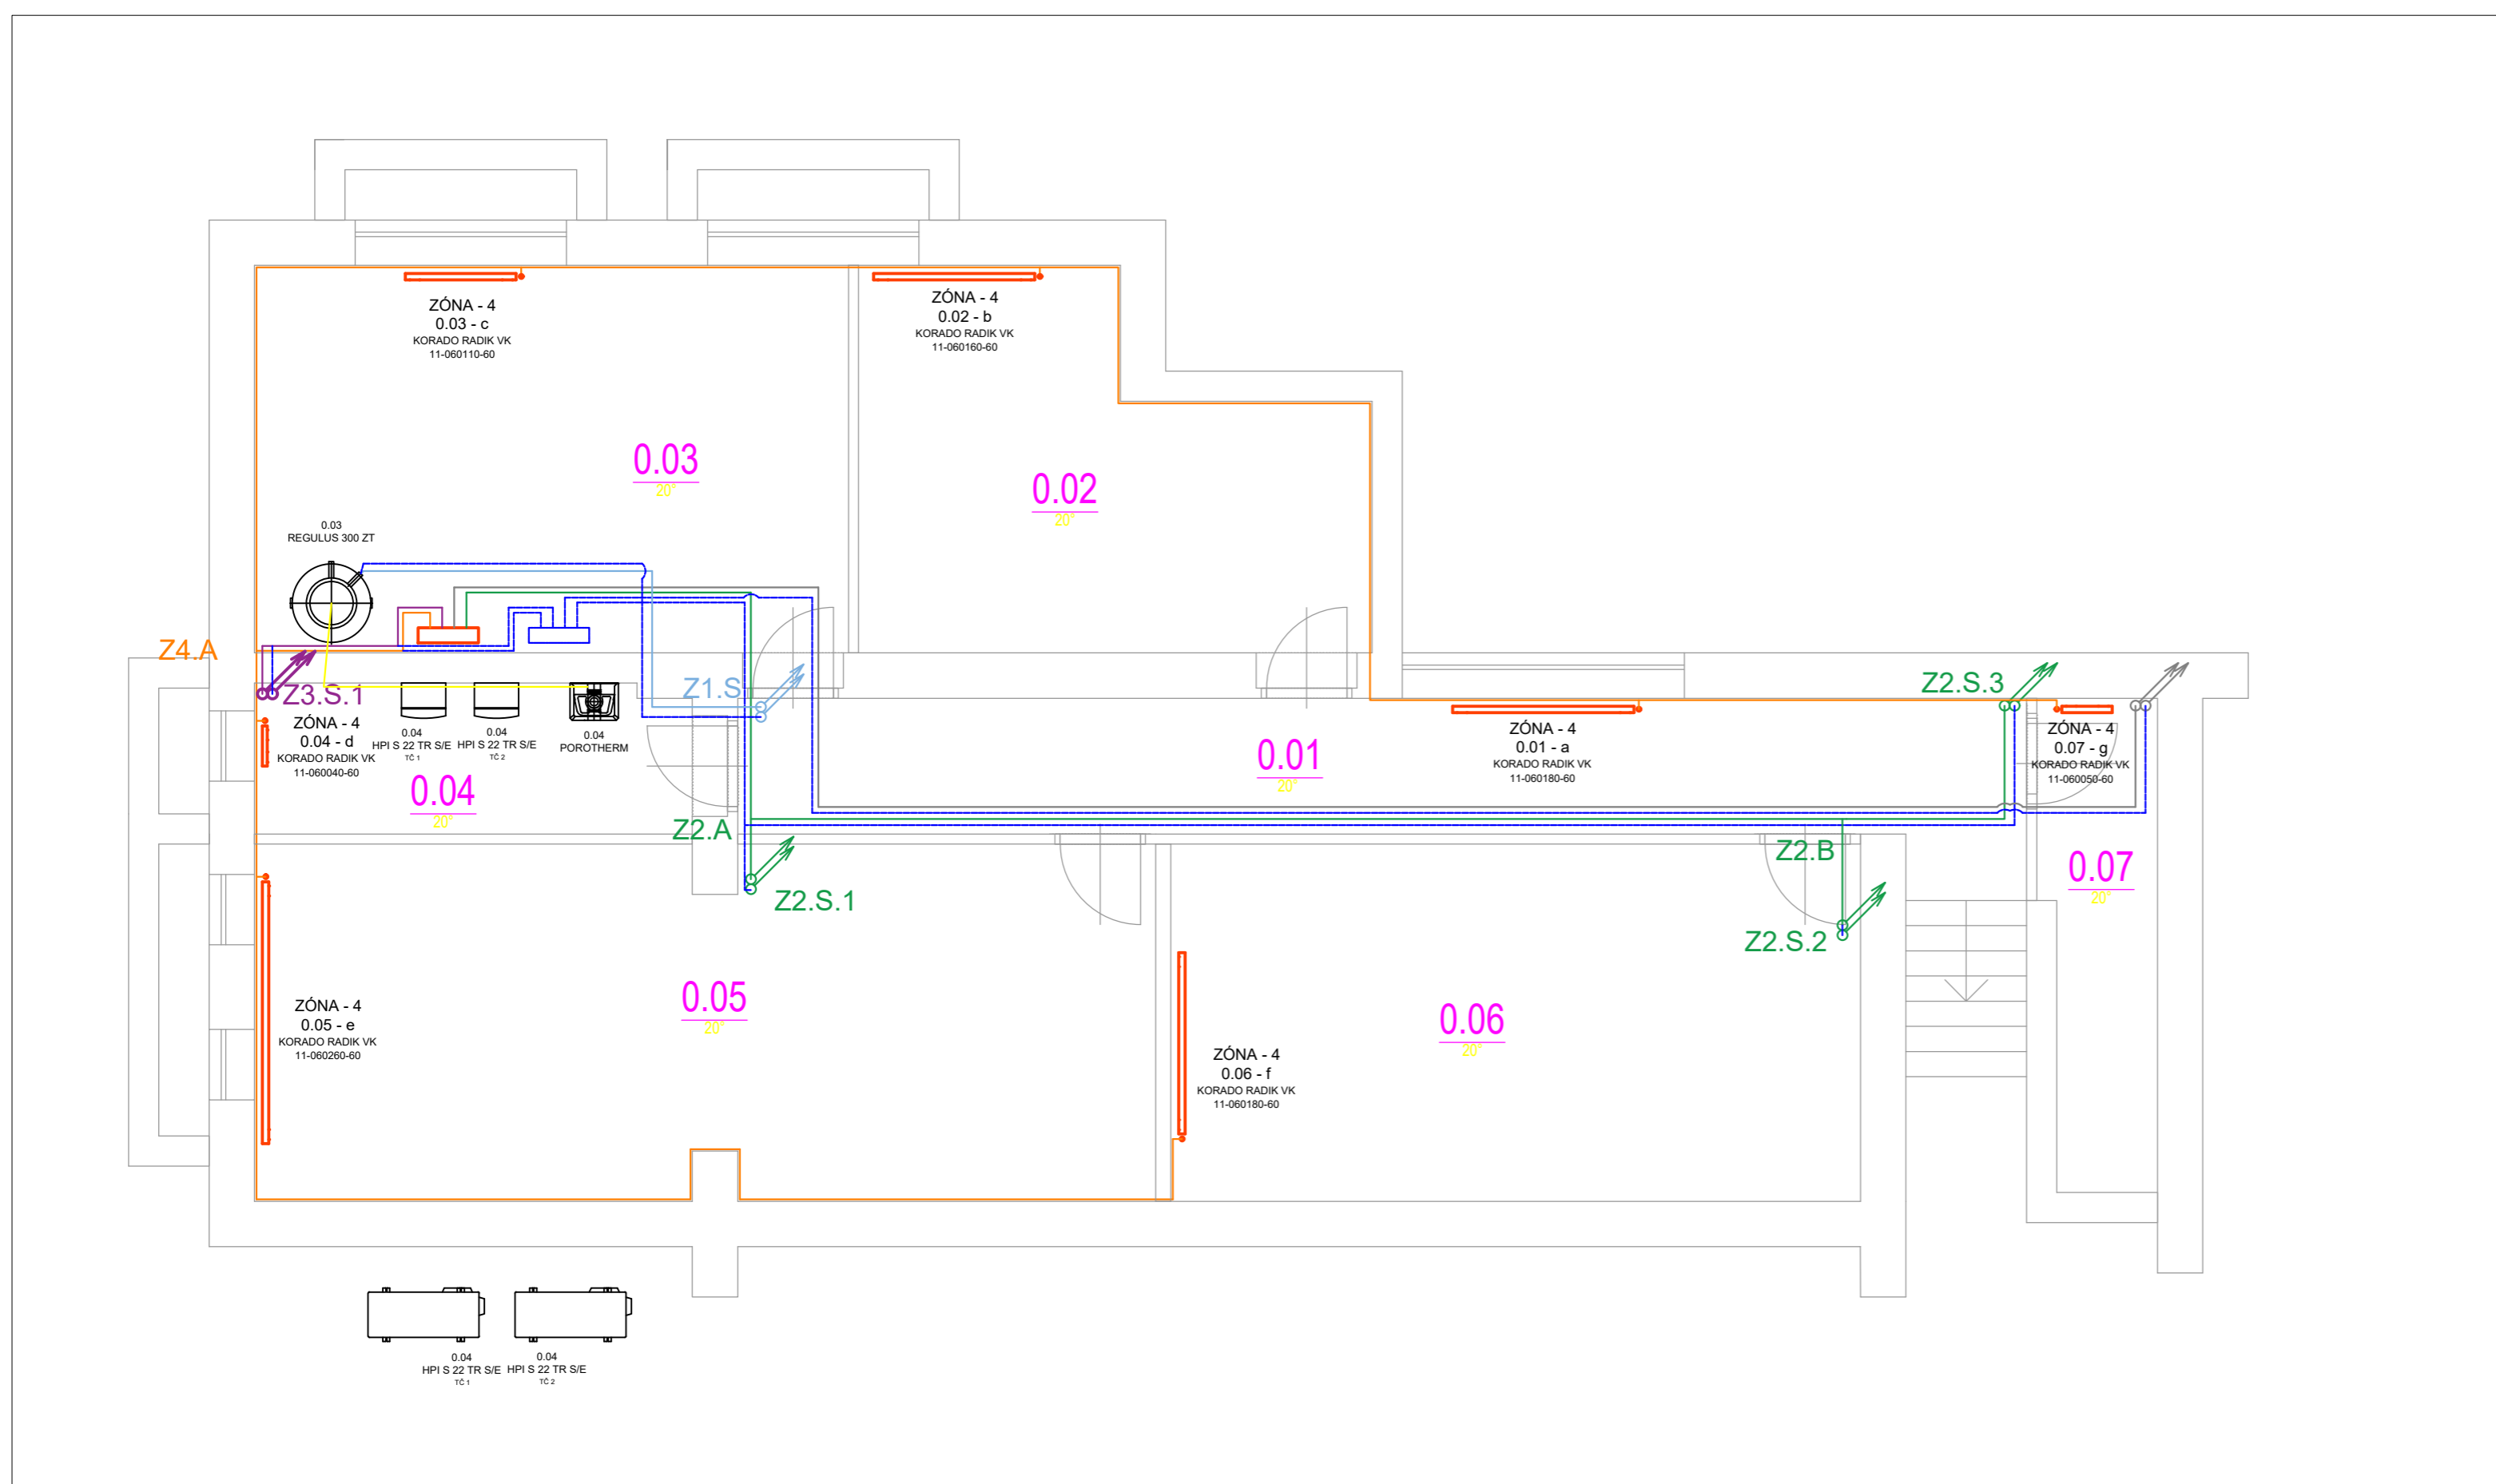 ZÓNA - 4
0.03 - c
KORADO RADIK VK
11-060110-60
ZÓNA - 4
0.02 - b
KORADO RADIK VK
11-060160-60
0.03
20°
0.02
20°
0.03
REGULUS 300 ZT
Z4.A
Z3.S.1
Z1.S
Z2.S.3
ZÓNA - 4
0.04 - d
KORADO RADIK VK
11-060040-60
0.04
HPI S 22 TR S/E
TČ 1
0.04
HPI S 22 TR S/E
TČ 2
0.04
POROTHERM
0.04
20°
0.01
20°
ZÓNA - 4
0.01 - a
KORADO RADIK VK
11-060180-60
ZÓNA - 4
0.07 - g
KORADO RADIK VK
11-060050-60
Z2.A
Z2.B
0.07
20°
Z2.S.1
Z2.S.2
ZÓNA - 4
0.05 - e
KORADO RADIK VK
11-060260-60
0.05
20°
0.06
20°
ZÓNA - 4
0.06 - f
KORADO RADIK VK
11-060180-60
0.04
HPI S 22 TR S/E
TČ 1
0.04
HPI S 22 TR S/E
TČ 2